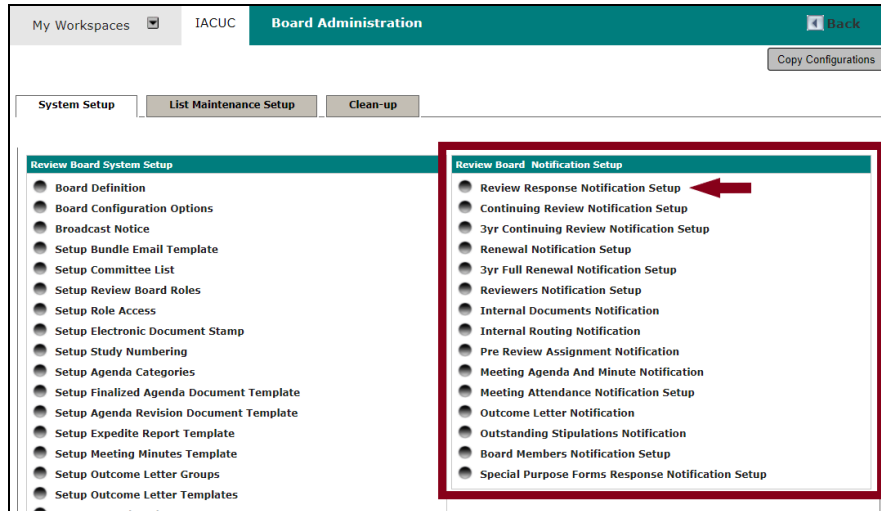 My Workspaces IACUC Board Administration Back
Copy Configurations
System Setup List Maintenance Setup Clean-up
Review Board System Setup
Board Definition
Board Configuration Options
Broadcast Notice
Setup Bundle Email Template
Setup Committee List
Setup Review Board Roles
Setup Role Access
Setup Electronic Document Stamp
Setup Study Numbering
Setup Agenda Categories
Setup Finalized Agenda Document Template
Setup Agenda Revision Document Template
Setup Expedite Report Template
Setup Meeting Minutes Template
Setup Outcome Letter Groups
Setup Outcome Letter Templates
Review Board Notification Setup
Review Response Notification Setup
Continuing Review Notification Setup
3yr Continuing Review Notification Setup
Renewal Notification Setup
3yr Full Renewal Notification Setup
Reviewers Notification Setup
Internal Documents Notification
Internal Routing Notification
Pre Review Assignment Notification
Meeting Agenda And Minute Notification
Meeting Attendance Notification Setup
Outcome Letter Notification
Outstanding Stipulations Notification
Board Members Notification Setup
Special Purpose Forms Response Notification Setup